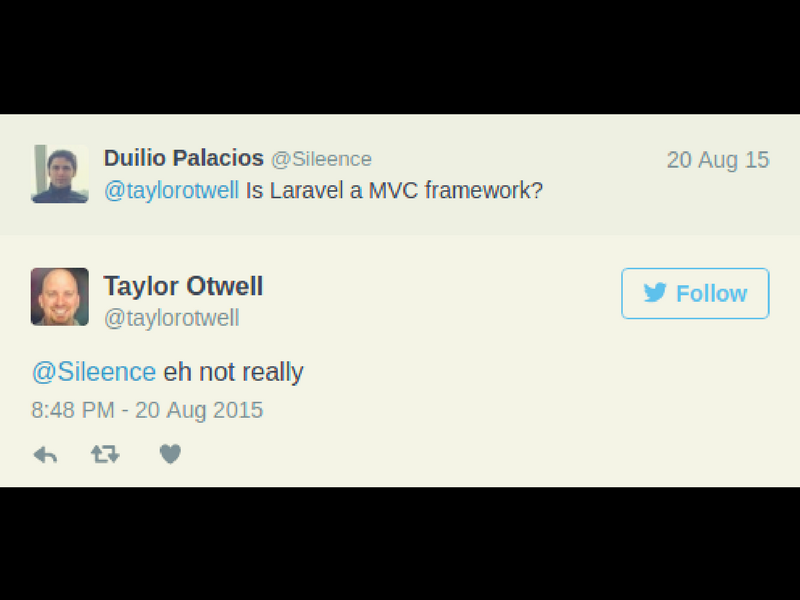 Duilio Palacios @Sileence 20 Aug 15
@taylorotwell Is Laravel a MVC framework?
Taylor Otwell
Follow
@taylorotwell
@Sileence eh not really
8:48 PM - 20 Aug 2015